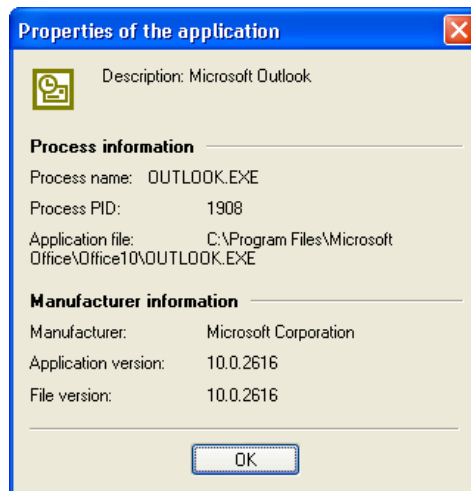 Properties of the application
Description: Microsoft Outlook
Process information
Process name: OUTLOOK.EXE
Process PID: 1908
Application file: C:\Program Files\Microsoft
Office\Office10\OUTLOOK.EXE
Manufacturer information
Manufacturer: Microsoft Corporation
Application version: 10.0.2616
File version: 10.0.2616
OK